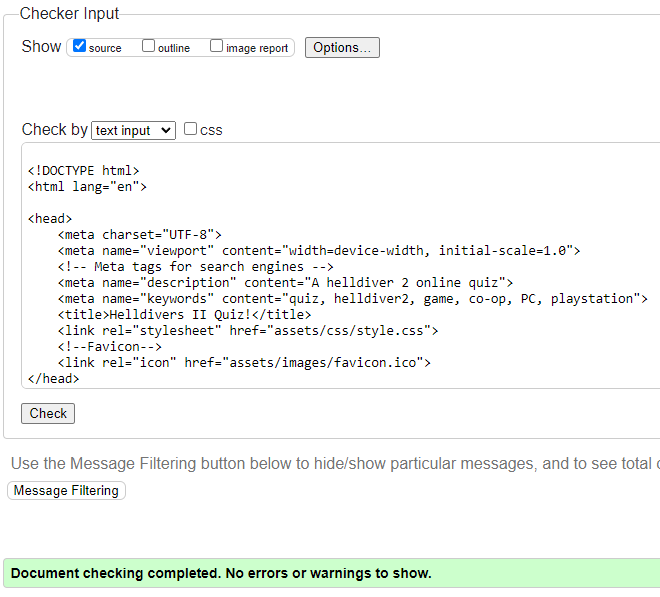 Checker Input
Show source outline image report Options...
Check by text input css
<!DOCTYPE html>
<html lang="en">
<head>
    <meta charset="UTF-8">
    <meta name="viewport" content="width=device-width, initial-scale=1.0">
    <!-- Meta tags for search engines -->
    <meta name="description" content="A helldiver 2 online quiz">
    <meta name="keywords" content="quiz, helldiver2, game, co-op, PC, playstation">
    <title>Helldivers II Quiz!</title>
    <link rel="stylesheet" href="assets/css/style.css">
    <!--Favicon-->
    <link rel="icon" href="assets/images/favicon.ico">
</head>
Check
Use the Message Filtering button below to hide/show particular messages, and to see total
Message Filtering
Document checking completed. No errors or warnings to show.